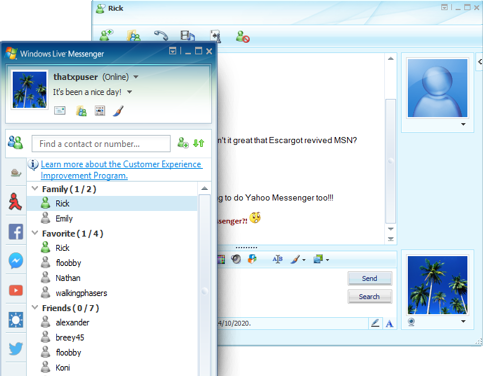 Rick
Windows Live Messenger
thatxpuser (Online)
It's been a nice day!
Find a contact or number...
Learn more about the Customer Experience
Improvement Program.
Family ( 1 / 2 )
Rick
Emily
Favorite ( 1 / 4 )
Rick
floobby
Nathan
walkingphasers
Friends ( 0 / 7 )
alexander
breey45
floobby
Koni
it great that Escargot revived MSN?
to do Yahoo Messenger too!!!
Send
Search
4/10/2020.
A